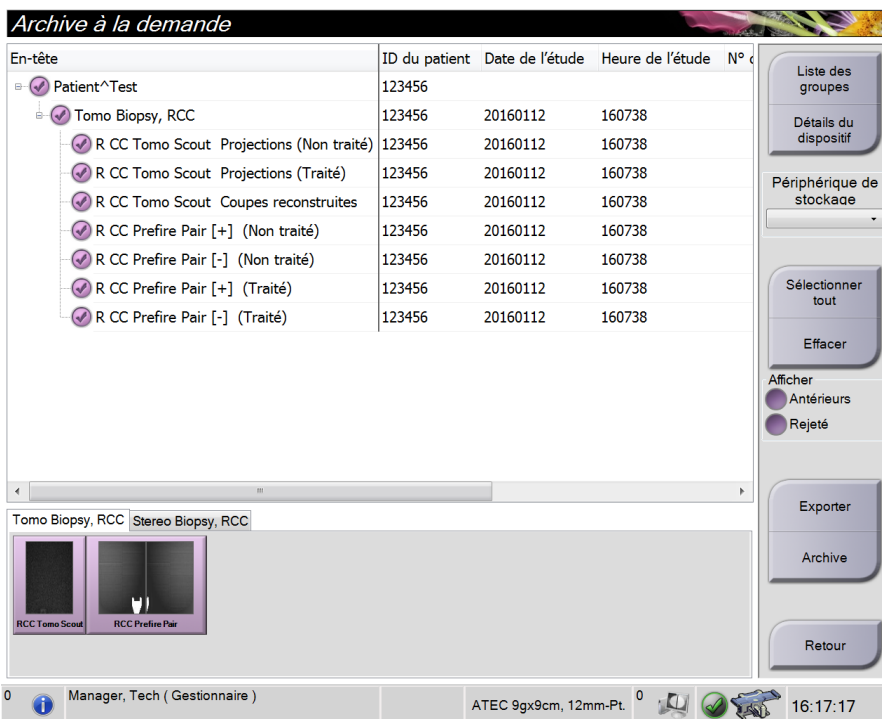 Archive à la demande
En-tête ID du patient Date de l'étude Heure de l'étude N°
Patient^Test 123456
Tomo Biopsy, RCC 123456 20160112 160738
R CC Tomo Scout Projections (Non traité) 123456 20160112 160738
R CC Tomo Scout Projections (Traité) 123456 20160112 160738
R CC Tomo Scout Coupes reconstruites 123456 20160112 160738
R CC Prefire Pair [+] (Non traité) 123456 20160112 160738
R CC Prefire Pair [-] (Non traité) 123456 20160112 160738
R CC Prefire Pair [+] (Traité) 123456 20160112 160738
R CC Prefire Pair [-] (Traité) 123456 20160112 160738
Liste des
groupes
Détails du
dispositif
Périphérique de
stockage
Sélectionner
tout
Effacer
Afficher
Antérieurs
Rejeté
Exporter
Archive
Retour
Tomo Biopsy, RCC Stereo Biopsy, RCC
RCC Tomo Scout RCC Prefire Pair
0 Manager, Tech ( Gestionnaire ) ATEC 9gx9cm, 12mm-Pt. 0 16:17:17